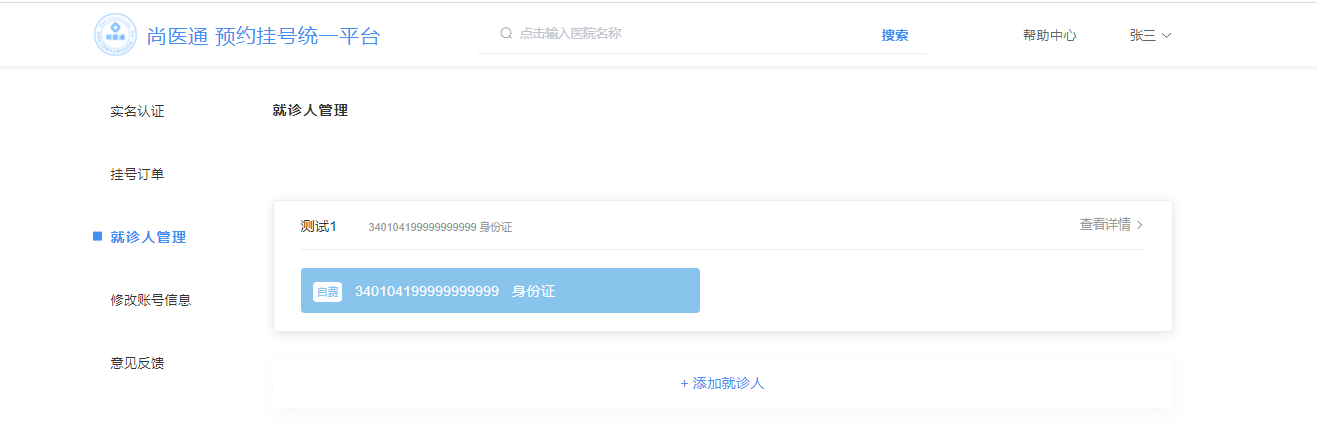 尚医通 预约挂号统一平台
点击输入医院名称
搜索
帮助中心
张三
实名认证
挂号订单
就诊人管理
修改账号信息
意见反馈
就诊人管理
测试1 340104199999999999 身份证
查看详情
自费 340104199999999999 身份证
+ 添加就诊人